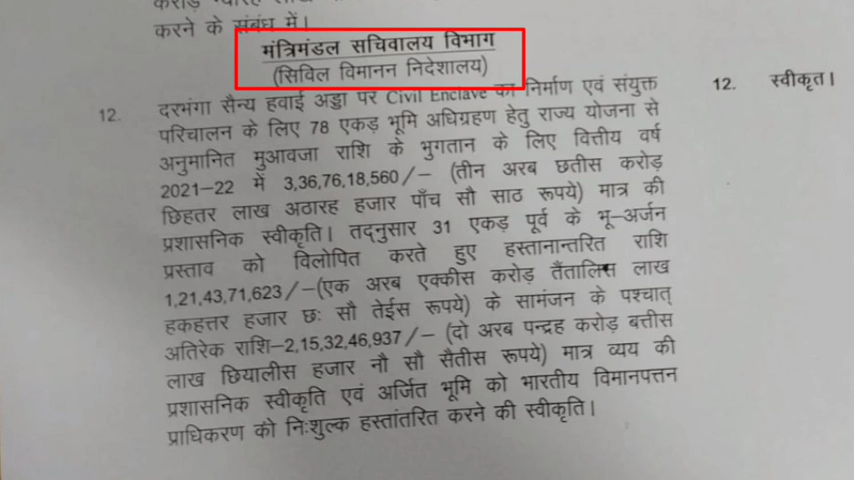 करने के संबंध में।
मंत्रिमंडल सचिवालय विभाग
(सिविल विमानन निदेशालय)
12. दरभंगा सैन्य हवाई अड्डा पर Civil Enclave का निर्माण एवं संयुक्त 12. स्वीकृत।
परिचालन के लिए 78 एकड़ भूमि अधिग्रहण हेतु राज्य योजना से
अनुमानित मुआवजा राशि के भुगतान के लिए वित्तीय वर्ष
2021-22 में 3,36,76,18,560/- (तीन अरब छतीस करोड़
छिहतर लाख अठारह हजार पाँच सौ साठ रूपये) मात्र की
प्रशासनिक स्वीकृति। तद्नुसार 31 एकड़ पूर्व के भू-अर्जन
प्रस्ताव को विलोपित करते हुए हस्तानान्तरित राशि
1,21,43,71,623/-(एक अरब एक्कीस करोड़ तैंतालिस लाख
हकहत्तर हजार छः सौ तेईस रूपये) के सामंजन के पश्चात्
अतिरेक राशि-2,15,32,46,937/- (दो अरब पन्द्रह करोड़ बत्तीस
लाख छियालीस हजार नौ सौ सैतीस रूपये) मात्र व्यय की
प्रशासनिक स्वीकृति एवं अर्जित भूमि को भारतीय विमानपत्तन
प्राधिकरण को निःशुल्क हस्तांतरित करने की स्वीकृति।